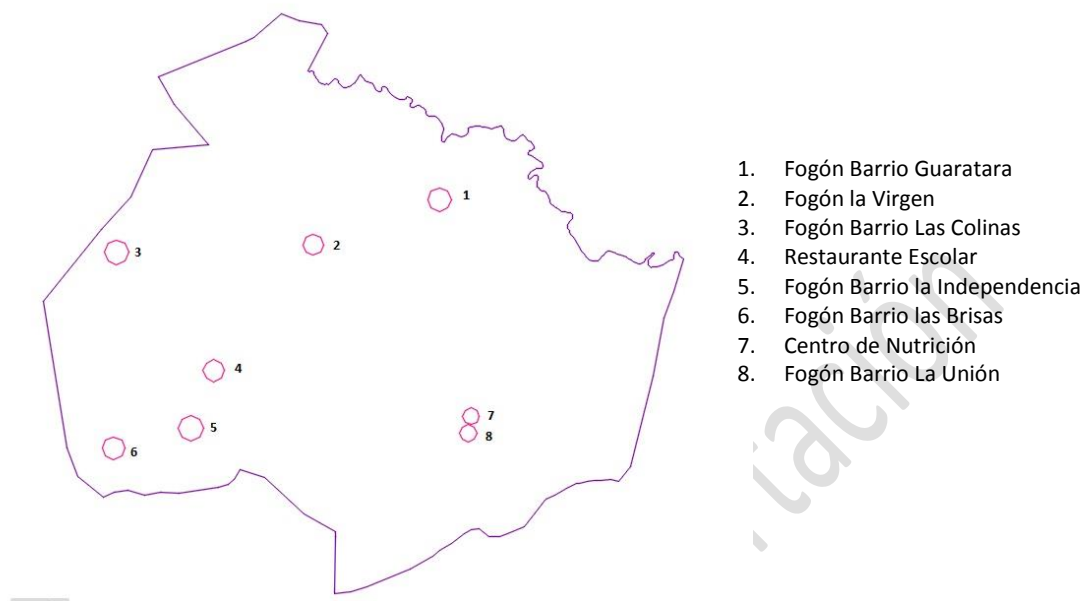 1
2
3
4
5
6
7
8
1. Fogón Barrio Guaratara
2. Fogón la Virgen
3. Fogón Barrio Las Colinas
4. Restaurante Escolar
5. Fogón Barrio la Independencia
6. Fogón Barrio las Brisas
7. Centro de Nutrición
8. Fogón Barrio La Unión
tación